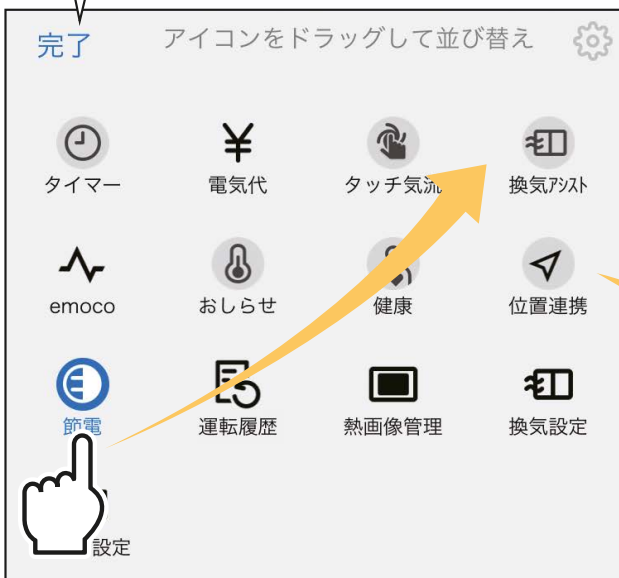 完了 アイコンをドラッグして並び替え
タイマー 電気代 タッチ気流 換気アシスト
emoco おしらせ 健康 位置連携
節電 運転履歴 熱画像管理 換気設定
設定